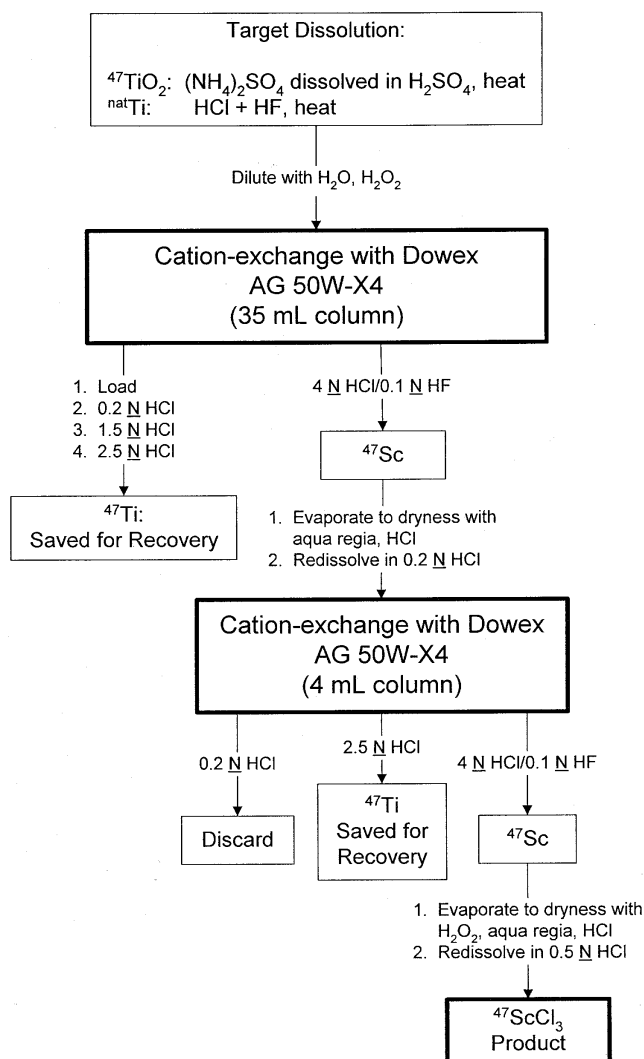 Target Dissolution:
⁴⁷TiO₂: (NH₄)₂SO₄ dissolved in H₂SO₄, heat
ⁿᵃᵗTi: HCl + HF, heat
Dilute with H₂O, H₂O₂
Cation-exchange with Dowex
AG 50W-X4
(35 mL column)
1. Load
2. 0.2 N HCl
3. 1.5 N HCl
4. 2.5 N HCl
4 N HCl/0.1 N HF
⁴⁷Sc
⁴⁷Ti:
Saved for Recovery
1. Evaporate to dryness with
aqua regia, HCl
2. Redissolve in 0.2 N HCl
Cation-exchange with Dowex
AG 50W-X4
(4 mL column)
0.2 N HCl
2.5 N HCl
4 N HCl/0.1 N HF
Discard
⁴⁷Ti
Saved for
Recovery
⁴⁷Sc
1. Evaporate to dryness with
H₂O₂, aqua regia, HCl
2. Redissolve in 0.5 N HCl
⁴⁷ScCl₃
Product